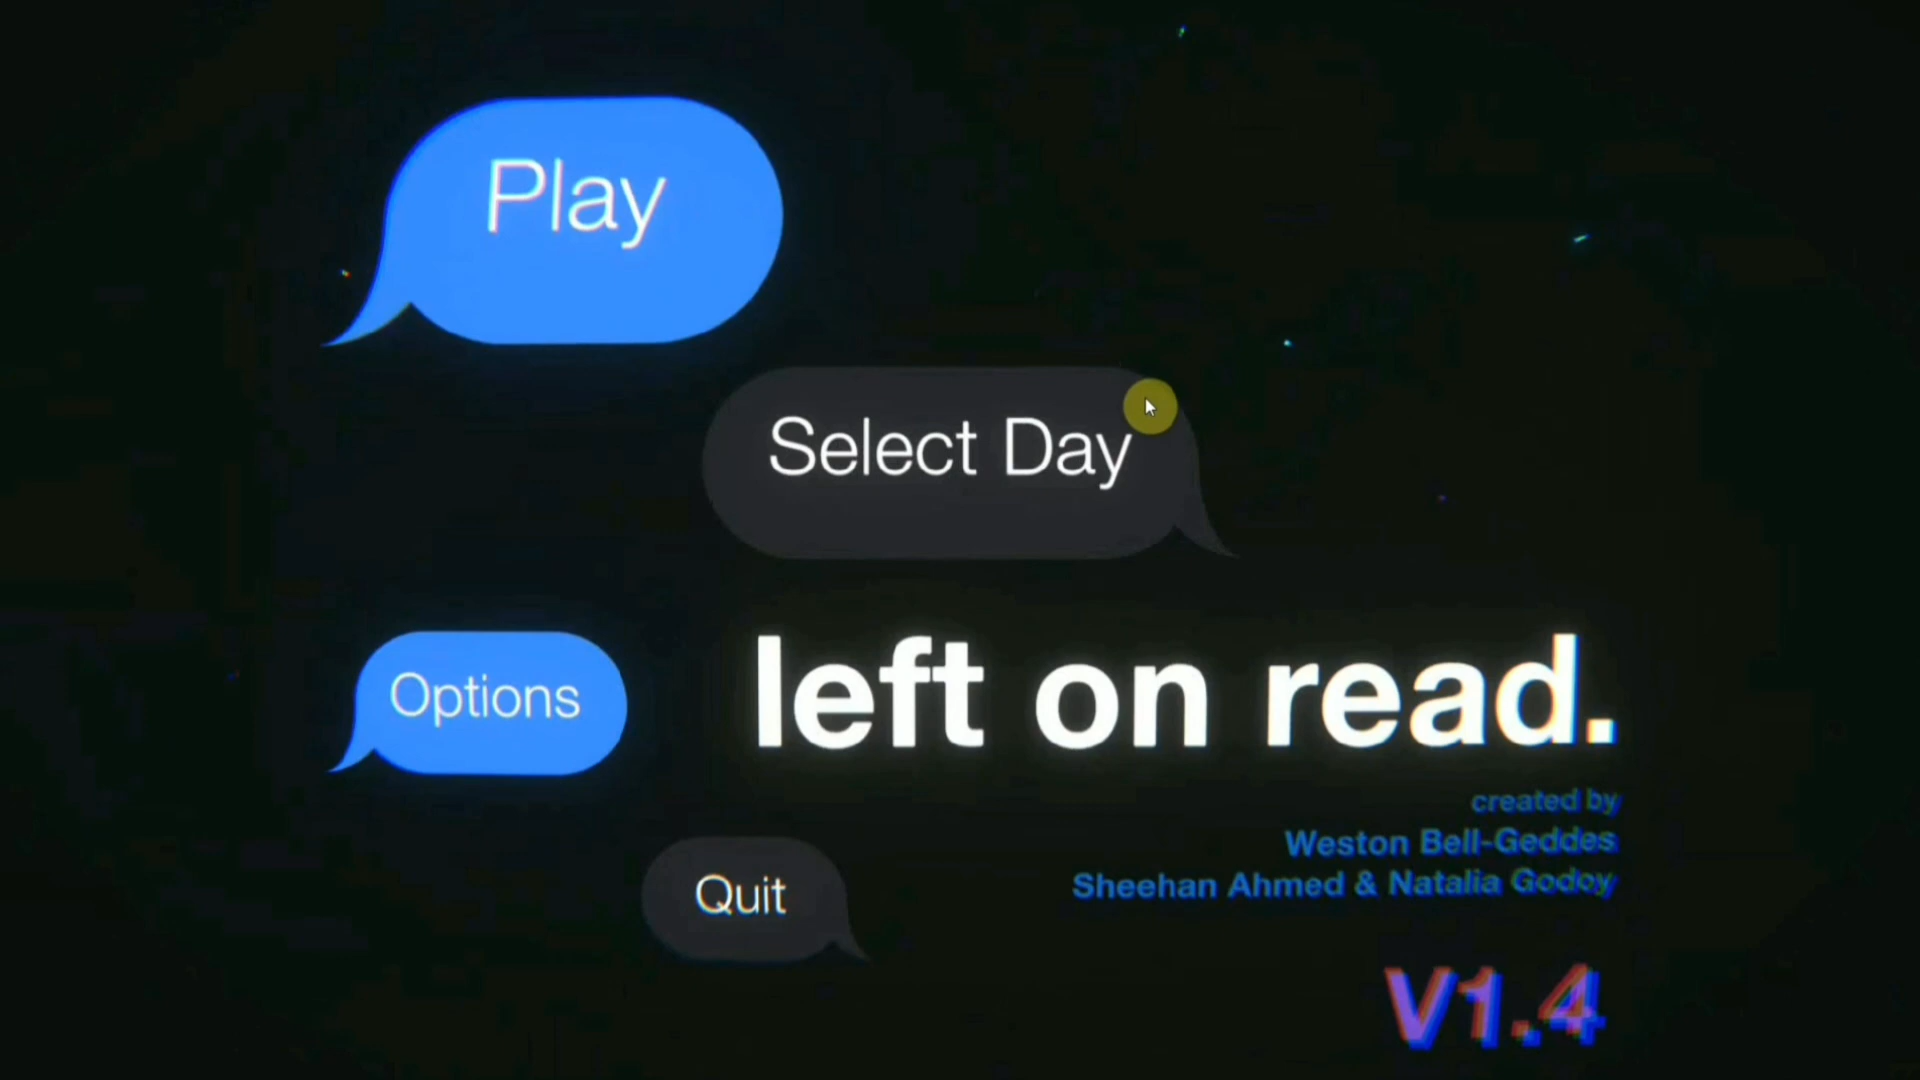 Play
Select Day
Options
left on read.
created by
Weston Bell-Geddes
Sheehan Ahmed & Natalia Godoy
Quit
V1.4